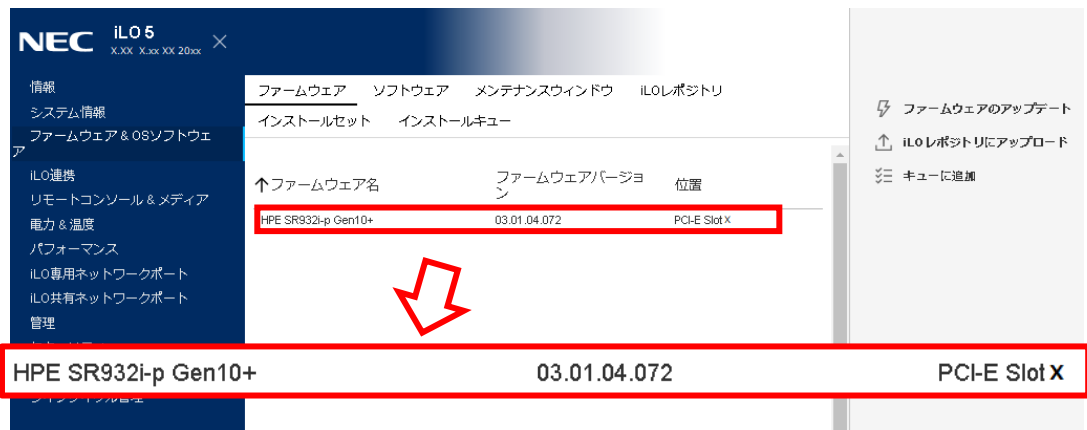 NEC iLO 5
X.XX X.xx XX 20xx
情報
システム情報
ファームウェア & OSソフトウェ
ア
iLO連携
リモートコンソール & メディア
電力 & 温度
パフォーマンス
iLO専用ネットワークポート
iLO共有ネットワークポート
管理
ファームウェア ソフトウェア メンテナンスウィンドウ iLOレポジトリ
インストールセット インストールキュー
↑ファームウェア名 ファームウェアバージョ 位置
ン
HPE SR932i-p Gen10+ 03.01.04.072 PCI-E Slot X
HPE SR932i-p Gen10+ 03.01.04.072 PCI-E Slot X
ファームウェアのアップデート
iLOレポジトリにアップロード
キューに追加